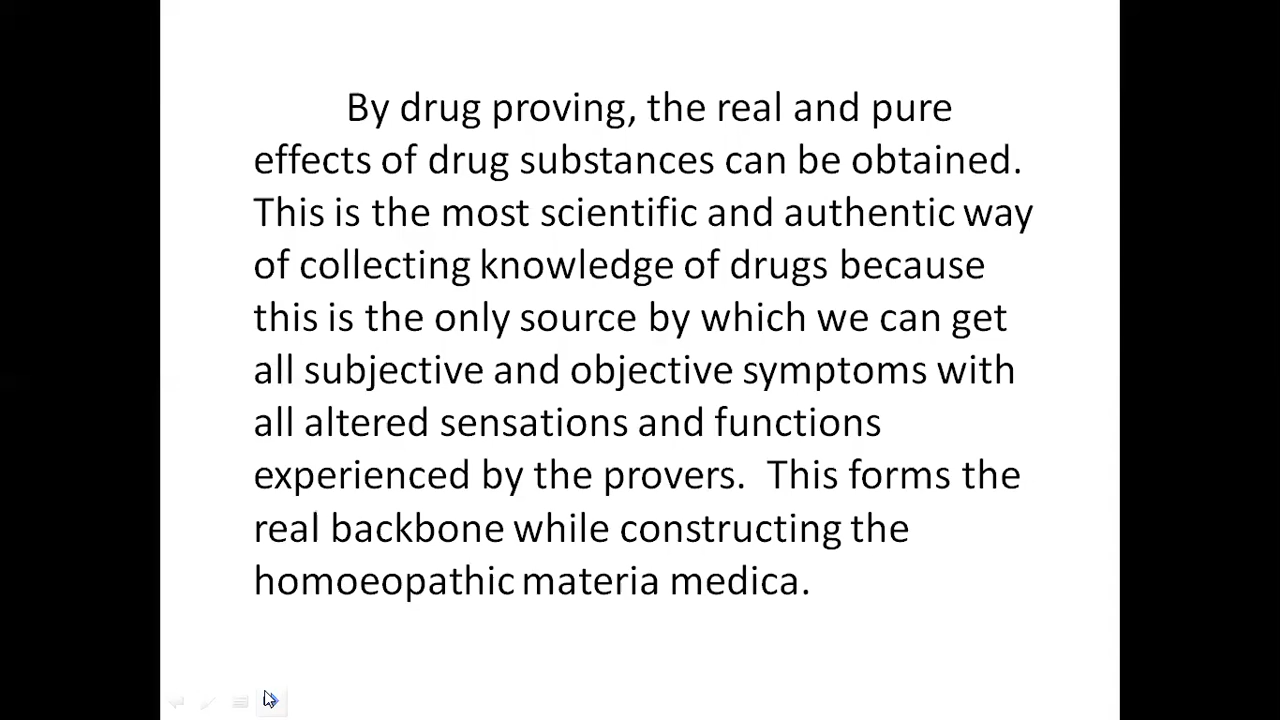 By drug proving, the real and pure
effects of drug substances can be obtained.
This is the most scientific and authentic way
of collecting knowledge of drugs because
this is the only source by which we can get
all subjective and objective symptoms with
all altered sensations and functions
experienced by the provers.  This forms the
real backbone while constructing the
homoeopathic materia medica.